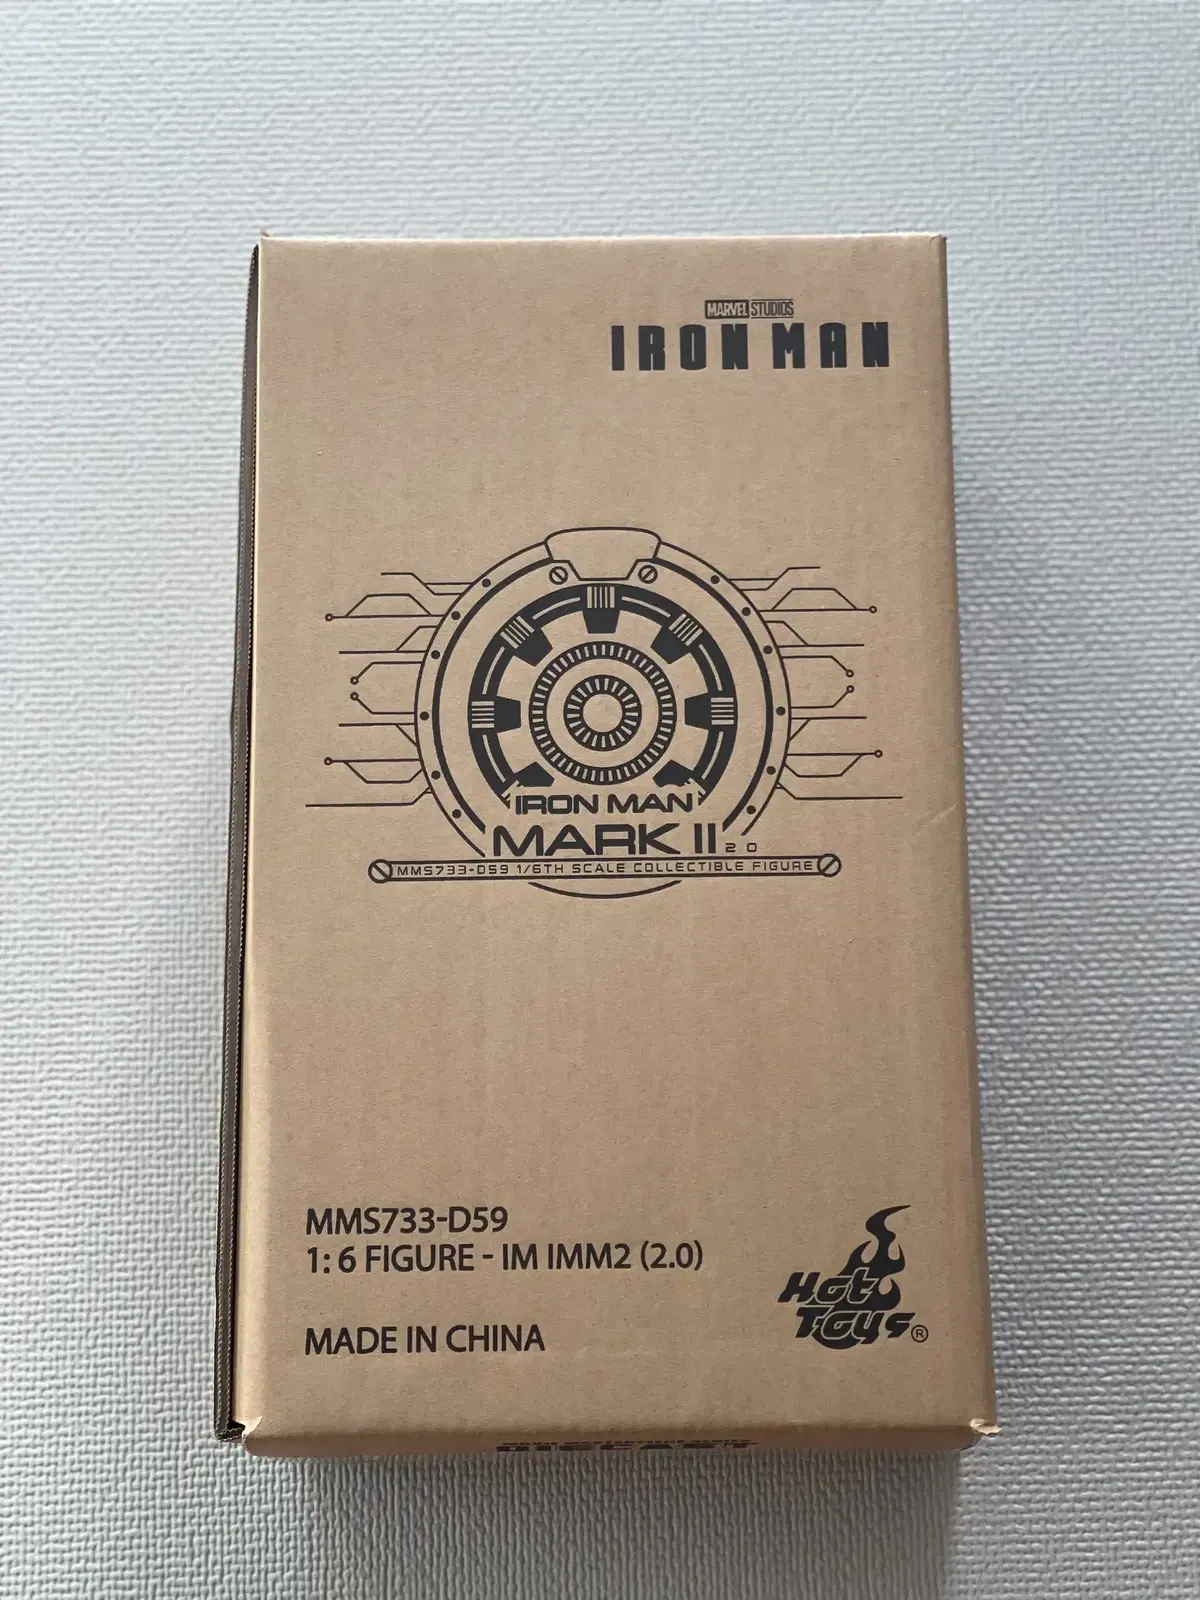 MARVEL STUDIOS
IRON MAN
IRON MAN
MARK II 2 0
MMS733-D59 1/6TH SCALE COLLECTIBLE FIGURE
MMS733-D59
1: 6 FIGURE - IM IMM2 (2.0)
MADE IN CHINA
Hot
Toys ®
DIECAST